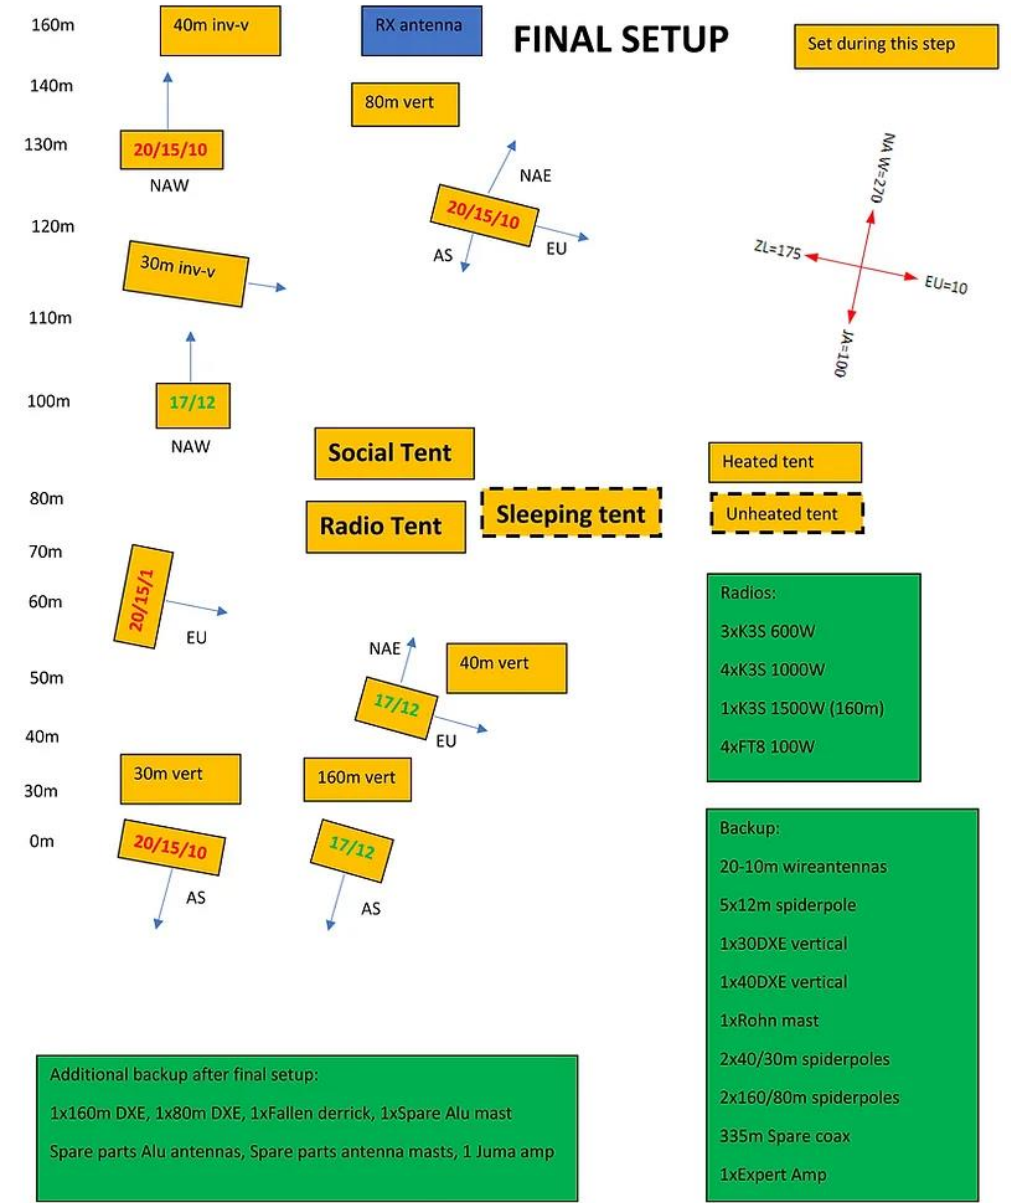 160m
40m inv-v
RX antenna
FINAL SETUP
Set during this step
140m
80m vert
130m
20/15/10
NAW
NAE
20/15/10
AS
EU
NA W=270
ZL=175
EU=10
JA=100
120m
30m inv-v
110m
100m
17/12
NAW
Social Tent
Heated tent
80m
Radio Tent
Sleeping tent
Unheated tent
70m
60m
20/15/1
EU
NAE
40m vert
50m
17/12
EU
40m
30m vert
160m vert
30m
0m
20/15/10
17/12
AS
AS
Radios:
3xK3S 600W
4xK3S 1000W
1xK3S 1500W (160m)
4xFT8 100W
Backup:
20-10m wireantennas
5x12m spiderpole
1x30DXE vertical
1x40DXE vertical
1xRohn mast
2x40/30m spiderpoles
2x160/80m spiderpoles
335m Spare coax
1xExpert Amp
Additional backup after final setup:
1x160m DXE, 1x80m DXE, 1xFallen derrick, 1xSpare Alu mast
Spare parts Alu antennas, Spare parts antenna masts, 1 Juma amp